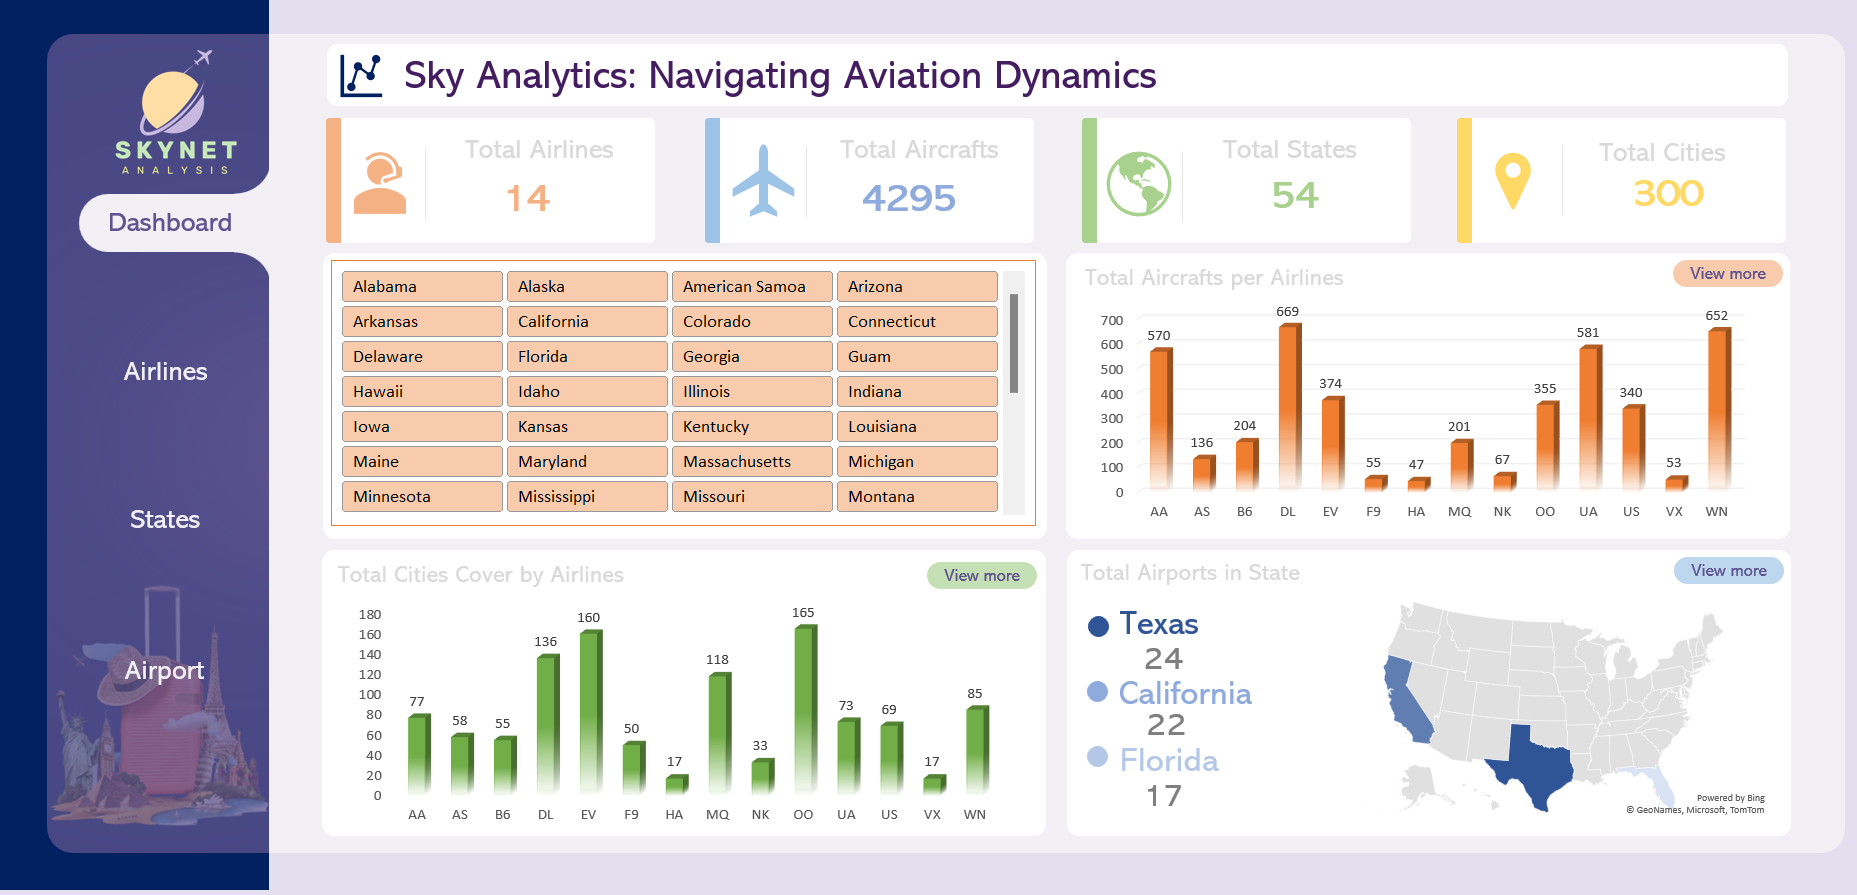 SKYNET
ANALYSIS
Dashboard
Airlines
States
Airport
Sky Analytics: Navigating Aviation Dynamics
Total Airlines
14
Total Aircrafts
4295
Total States
54
Total Cities
300
Alabama Alaska American Samoa Arizona
Arkansas California Colorado Connecticut
Delaware Florida Georgia Guam
Hawaii Idaho Illinois Indiana
Iowa Kansas Kentucky Louisiana
Maine Maryland Massachusetts Michigan
Minnesota Mississippi Missouri Montana
Total Aircrafts per Airlines
View more
700
600
500
400
300
200
100
0
570 136 204 669 374 55 47 201 67 355 581 340 53 652
AA AS B6 DL EV F9 HA MQ NK OO UA US VX WN
Total Cities Cover by Airlines
View more
180
160
140
120
100
80
60
40
20
0
77 58 55 136 160 50 17 118 33 165 73 69 17 85
AA AS B6 DL EV F9 HA MQ NK OO UA US VX WN
Total Airports in State
View more
Texas
24
California
22
Florida
17
Powered by Bing
© GeoNames, Microsoft, TomTom